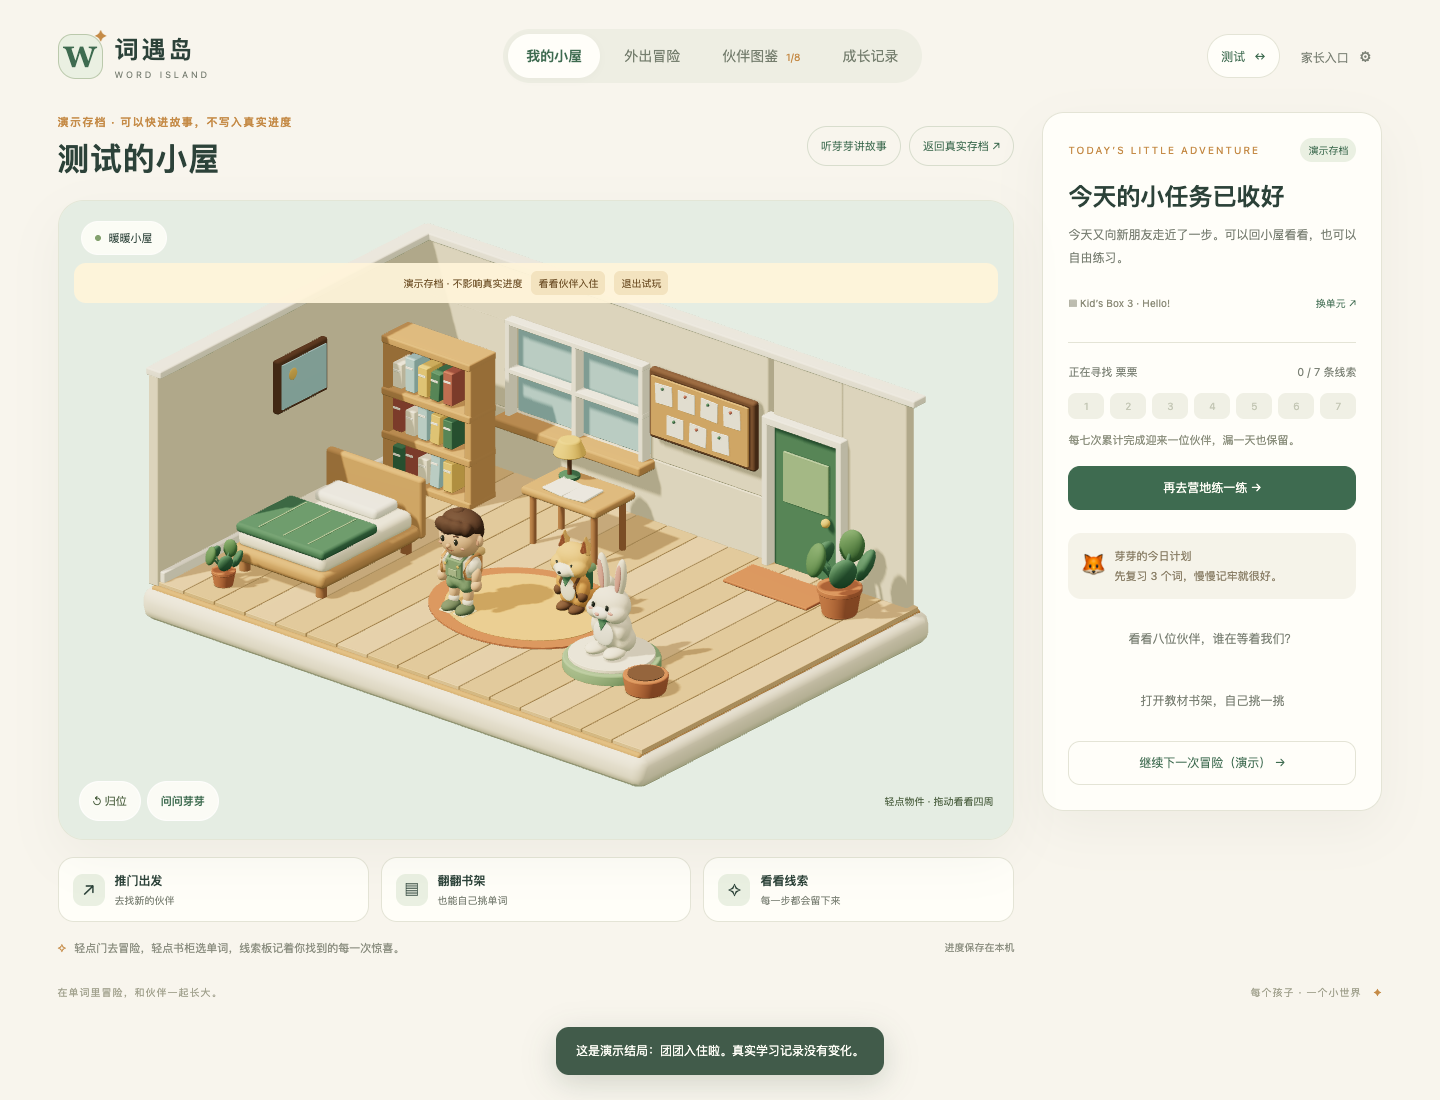 W
词遇岛
WORD ISLAND
我的小屋
外出冒险
伙伴图鉴 1/8
成长记录
测试 ↔
家长入口 ⚙
演示存档 · 可以快进故事，不写入真实进度
测试的小屋
听芽芽讲故事
返回真实存档 ↗
暖暖小屋
演示存档 · 不影响真实进度
看看伙伴入住
退出试玩
归位
问问芽芽
轻点物件 · 拖动看看四周
推门出发
去找新的伙伴
翻翻书架
也能自己挑单词
看看线索
每一步都会留下来
轻点门去冒险，轻点书柜选单词，线索板记着你找到的每一次惊喜。
进度保存在本机
TODAY'S LITTLE ADVENTURE
演示存档
今天的小任务已收好
今天又向新朋友走近了一步。可以回小屋看看，也可以
自由练习。
Kid's Box 3 · Hello!
换单元 ↗
正在寻找 栗栗
0 / 7 条线索
1 2 3 4 5 6 7
每七次累计完成迎来一位伙伴，漏一天也保留。
再去营地练一练 →
芽芽的今日计划
先复习 3 个词，慢慢记牢就很好。
看看八位伙伴，谁在等着我们？
打开教材书架，自己挑一挑
继续下一次冒险（演示） →
在单词里冒险，和伙伴一起长大。
每个孩子 · 一个小世界
这是演示结局：团团入住啦。真实学习记录没有变化。